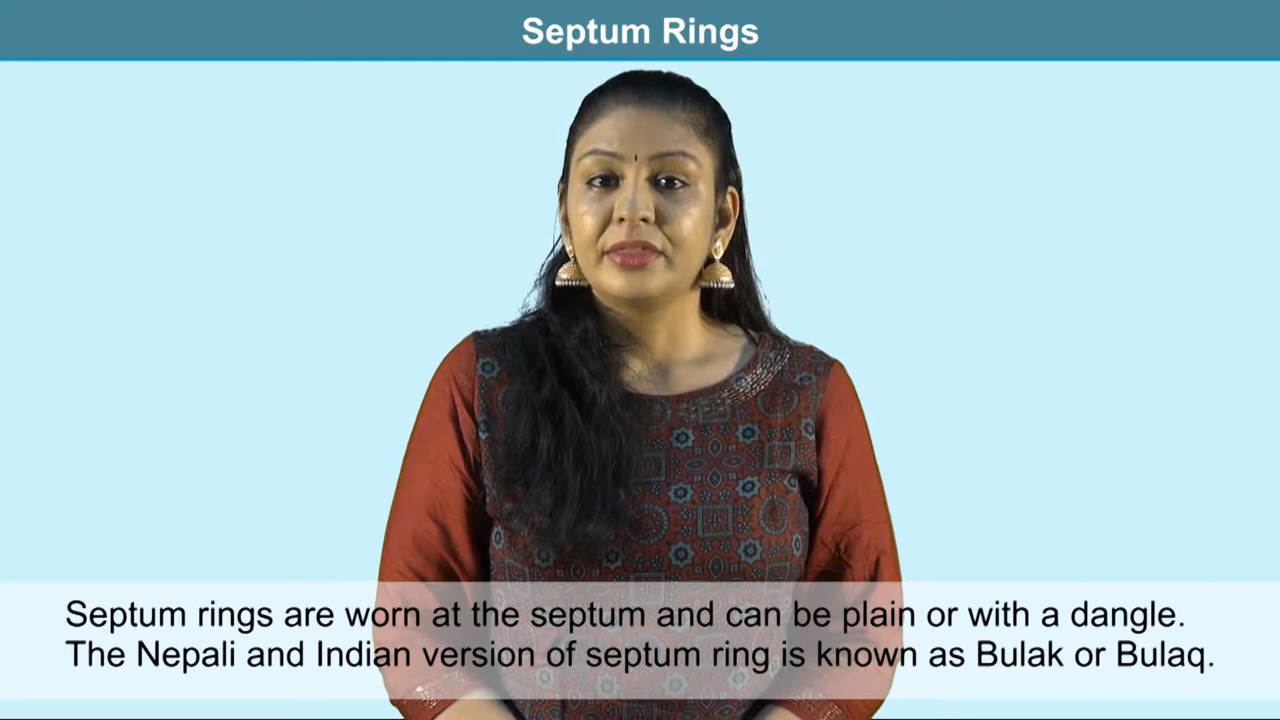 Septum Rings
Septum rings are worn at the septum and can be plain or with a dangle.
The Nepali and Indian version of septum ring is known as Bulak or Bulaq.